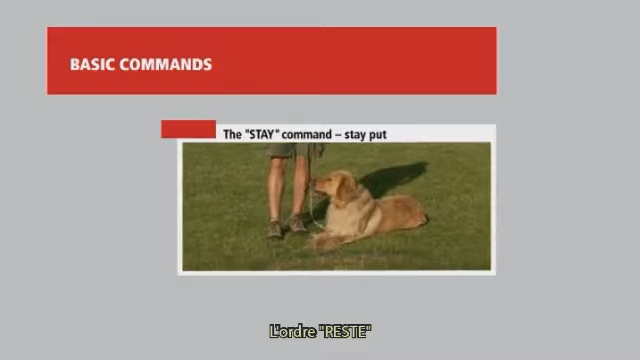 BASIC COMMANDS
The "STAY" command – stay put
L'ordre "RESTE"